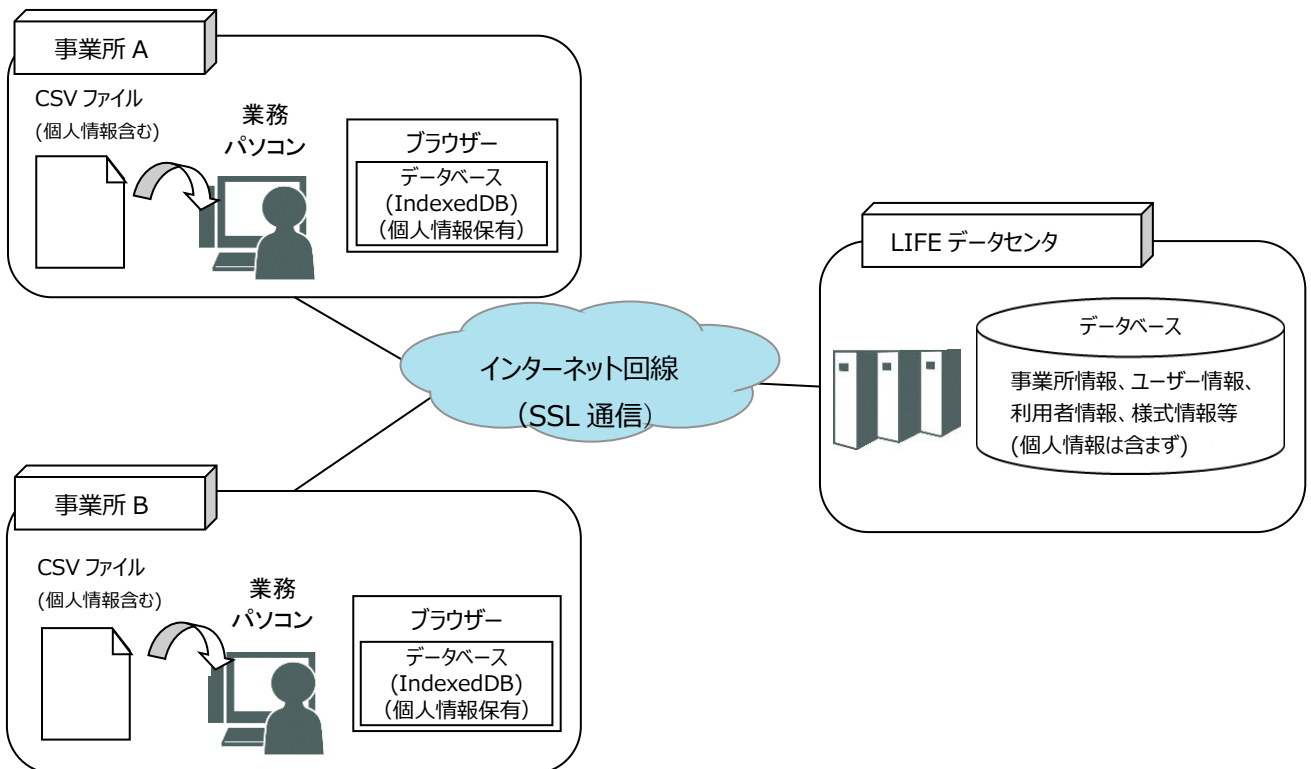 事業所 A
CSV ファイル
(個人情報含む)
業務
パソコン
ブラウザー
データベース
(IndexedDB)
(個人情報保有)
インターネット回線
(SSL 通信)
LIFE データセンタ
データベース
事業所情報、ユーザー情報、
利用者情報、様式情報等
(個人情報は含まず)
事業所 B
CSV ファイル
(個人情報含む)
業務
パソコン
ブラウザー
データベース
(IndexedDB)
(個人情報保有)